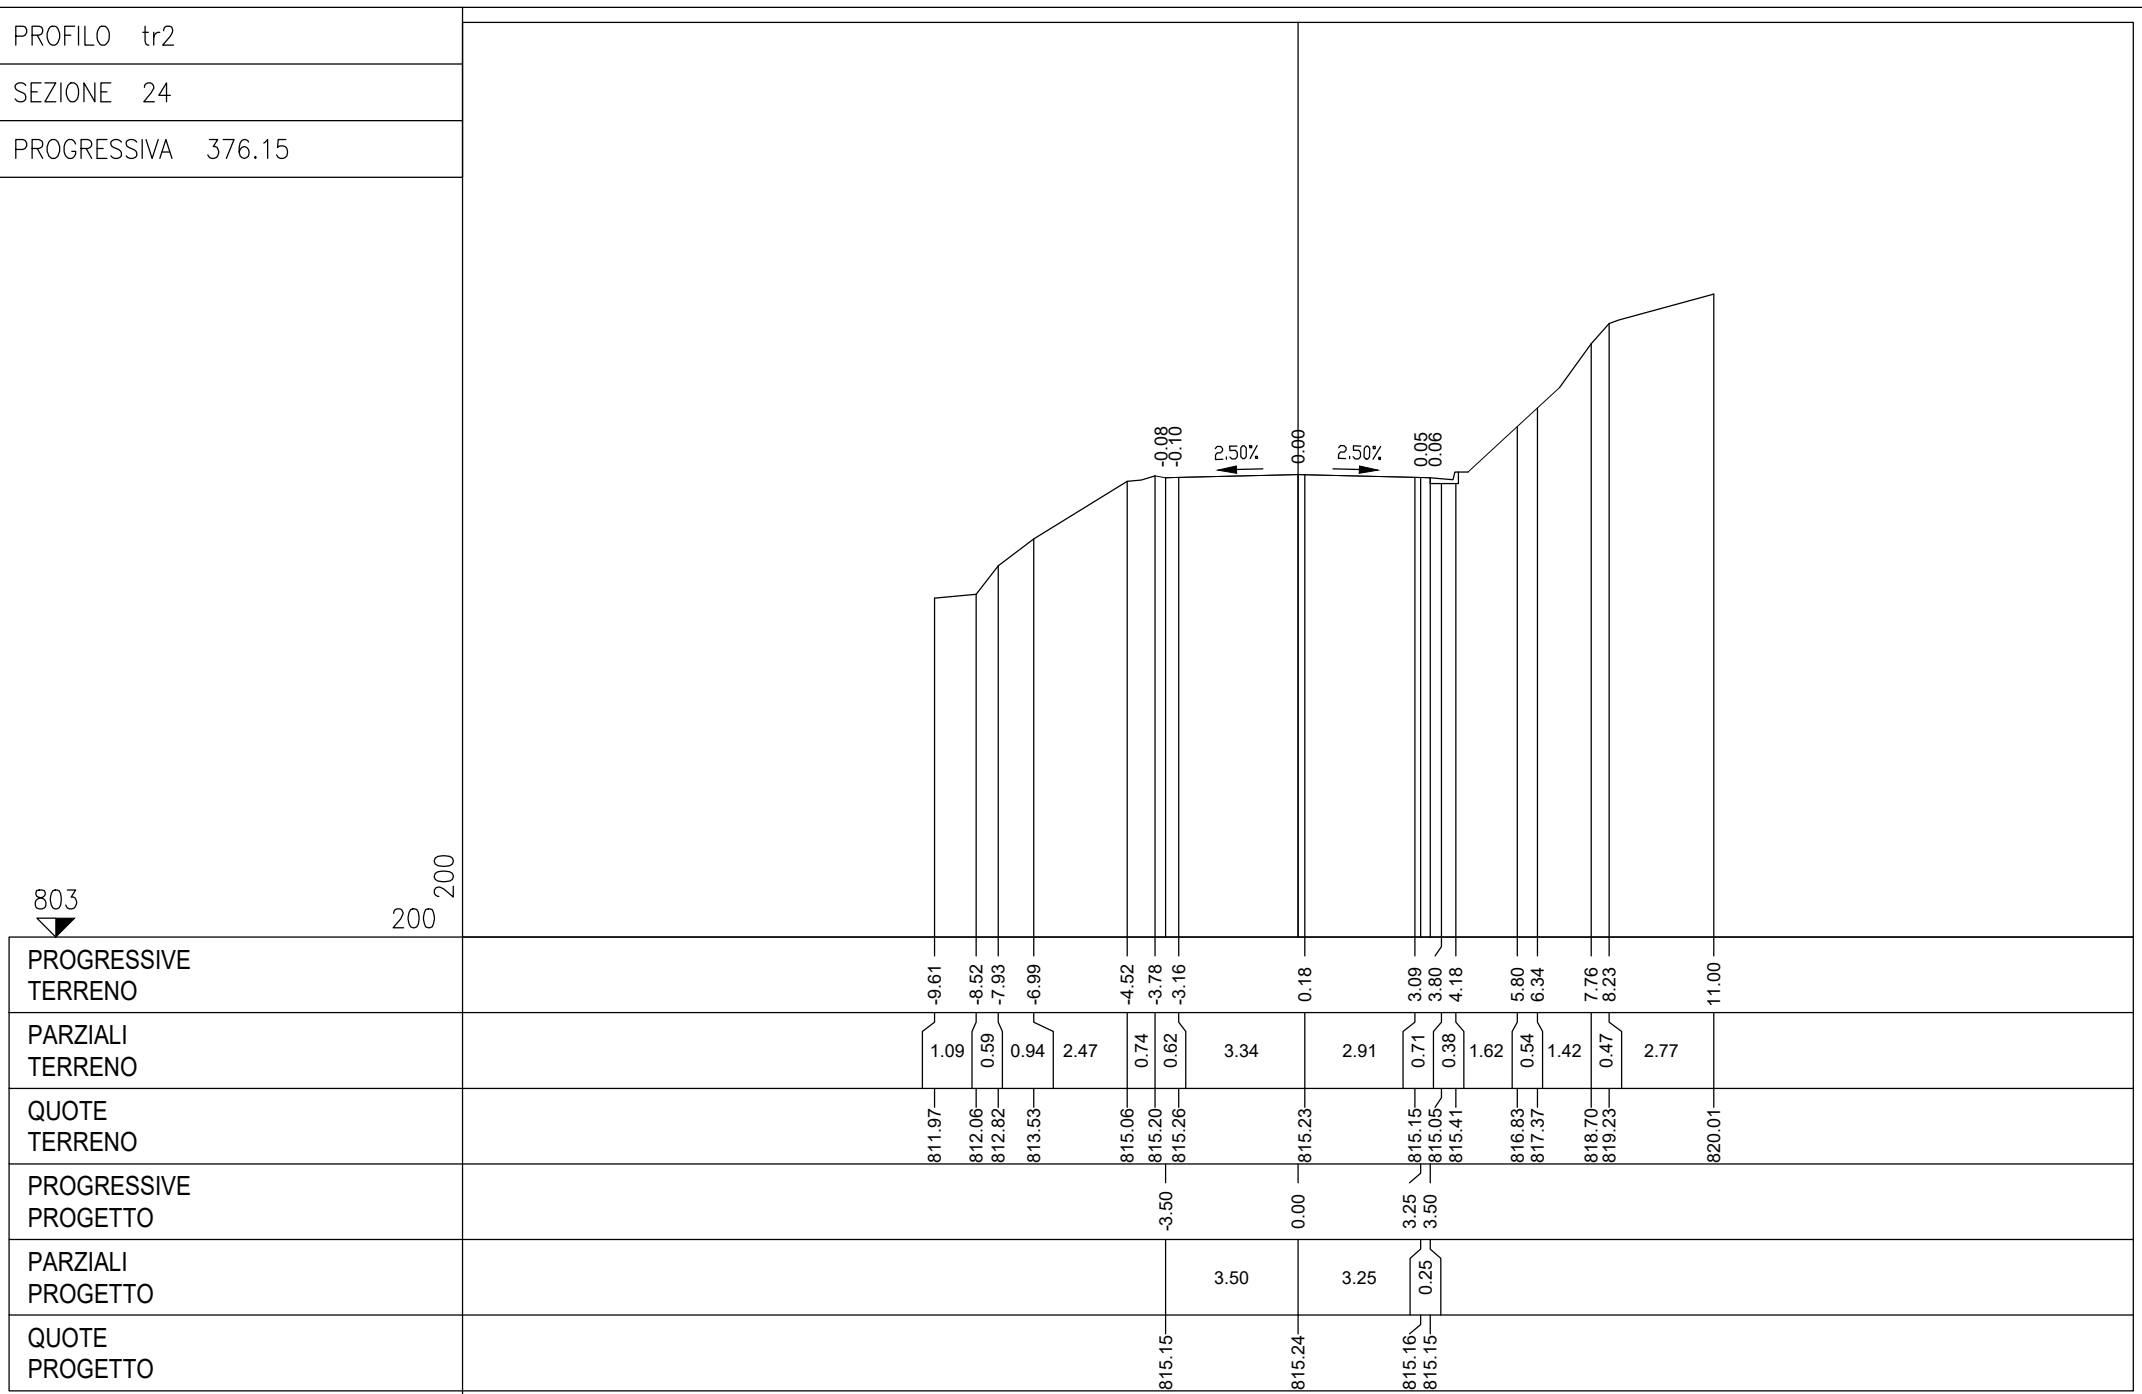 PROFILO tr2
SEZIONE 24
PROGRESSIVA 376.15
-0.08
-0.10
2.50%
0.00
2.50%
0.05
0.06
803
200
200
PROGRESSIVE
TERRENO
-9.61 -8.52 -7.93 -6.99 -4.52 -3.78 -3.16 0.18 3.09 3.80 4.18 5.80 6.34 7.76 8.23 11.00
PARZIALI
TERRENO
1.09 0.59 0.94 2.47 0.74 0.62 3.34 2.91 0.71 0.38 1.62 0.54 1.42 0.47 2.77
QUOTE
TERRENO
811.97 812.06 812.82 813.53 815.06 815.20 815.26 815.23 815.15 815.05 815.41 816.83 817.37 818.70 819.23 820.01
PROGRESSIVE
PROGETTO
-3.50 0.00 3.25 3.50
PARZIALI
PROGETTO
3.50 3.25 0.25
QUOTE
PROGETTO
815.15 815.24 815.16 815.15